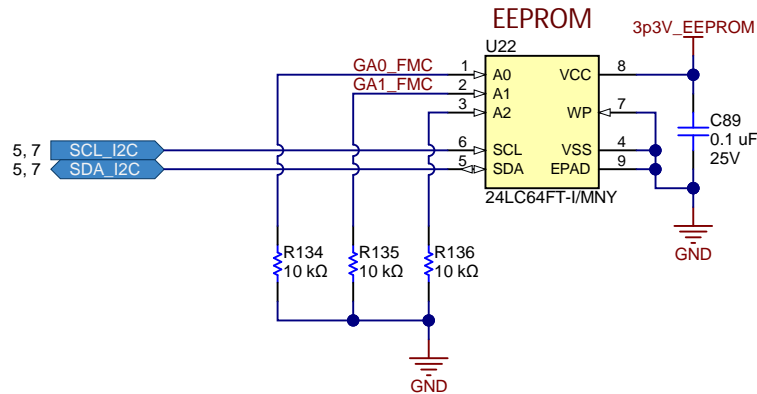 EEPROM
3p3V_EEPROM
U22
GA0_FMC 1 A0 VCC 8
GA1_FMC 2 A1
3 A2 WP 7
C89
0.1 uF
25V
5, 7 SCL_I2C 6 SCL VSS 4
5, 7 SDA_I2C 5 SDA EPAD 9
24LC64FT-I/MNY
GND
R134 R135 R136
10 kΩ 10 kΩ 10 kΩ
GND